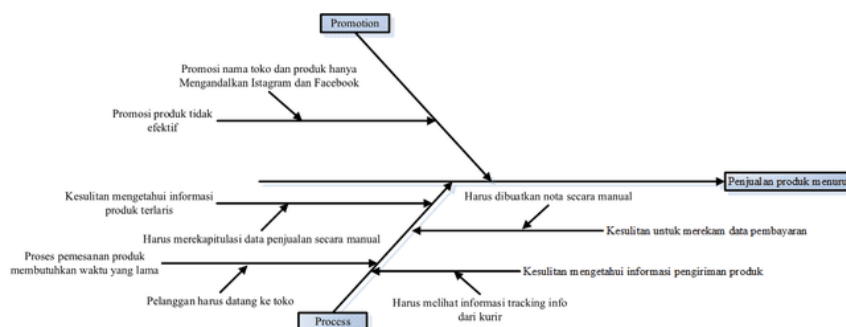 Promotion
Promosi nama toko dan produk hanya
Mengandalkan Istagram dan Facebook
Promosi produk tidak
efektif
Penjualan produk menuru
Kesulitan mengetahui informasi
produk terlaris
Harus dibuatkan nota secara manual
Harus merekapitulasi data penjualan secara manual
Kesulitan untuk merekam data pembayaran
Proses pemesanan produk
membutuhkan waktu yang lama
Kesulitan mengetahui informasi pengiriman produk
Pelanggan harus datang ke toko
Harus melihat informasi tracking info
dari kurir
Process